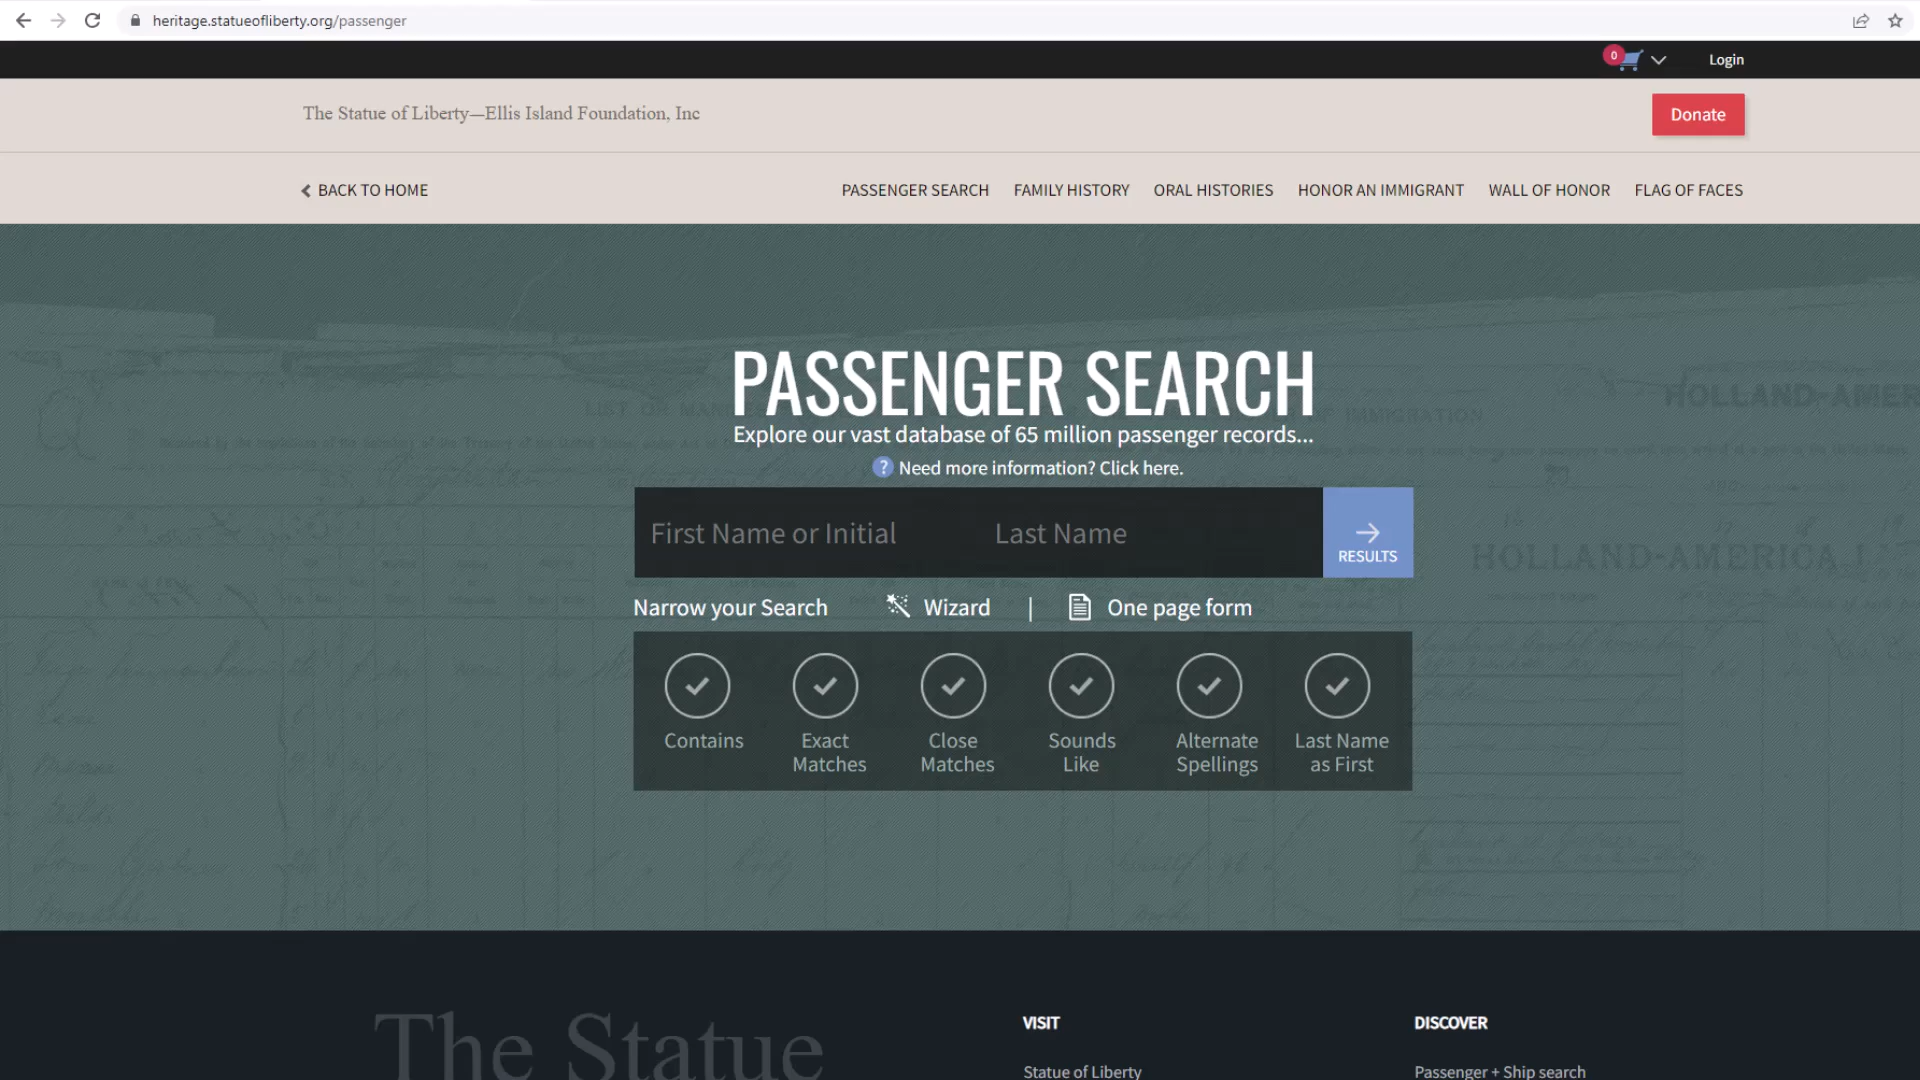 heritage.statueofliberty.org/passenger
0
Login
The Statue of Liberty—Ellis Island Foundation, Inc
Donate
BACK TO HOME
PASSENGER SEARCH
FAMILY HISTORY
ORAL HISTORIES
HONOR AN IMMIGRANT
WALL OF HONOR
FLAG OF FACES
HOLLAND-AMER
PASSENGER SEARCH
Explore our vast database of 65 million passenger records...
? Need more information? Click here.
First Name or Initial
Last Name
RESULTS
HOLLAND-AMERICA
Narrow your Search
Wizard
|
One page form
Contains
Exact
Matches
Close
Matches
Sounds
Like
Alternate
Spellings
Last Name
as First
The Statue
VISIT
Statue of Liberty
DISCOVER
Passenger + Ship search